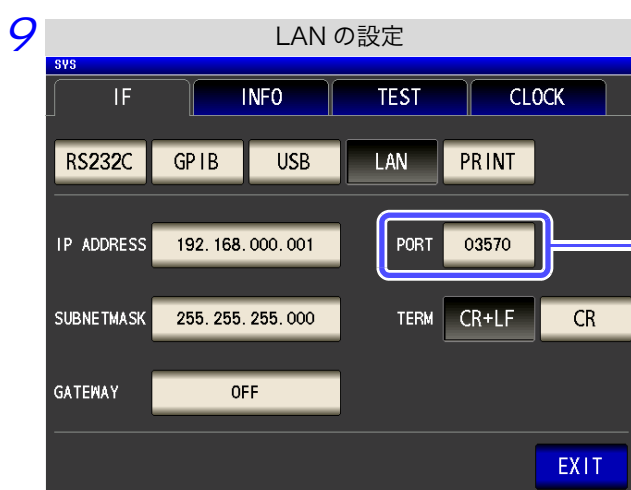 9
LAN の設定
SYS
IF INFO TEST CLOCK
RS232C GPIB USB LAN PRINT
IP ADDRESS 192.168.000.001 PORT 03570
SUBNETMASK 255.255.255.000 TERM CR+LF CR
GATEWAY OFF
EXIT